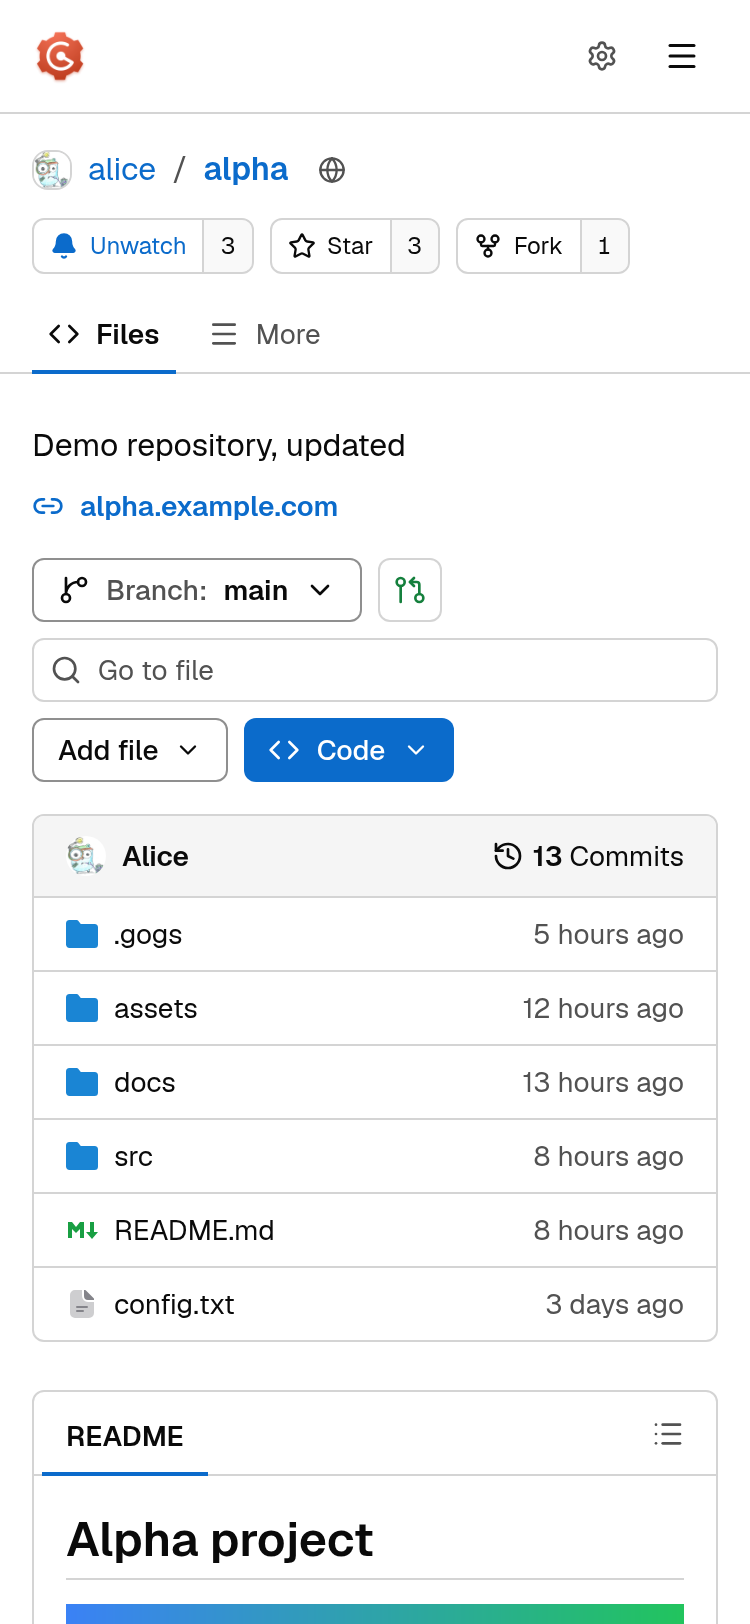 alice / alpha
Unwatch 3 Star 3 Fork 1
Files More
Demo repository, updated
alpha.example.com
Branch: main
Go to file
Add file Code
Alice 13 Commits
.gogs 5 hours ago
assets 12 hours ago
docs 13 hours ago
src 8 hours ago
README.md 8 hours ago
config.txt 3 days ago
README
Alpha project